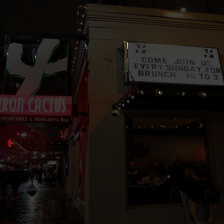 IRON CACTUS
COME JOIN US
EVERY SUNDAY FOR
BRUNCH 10 TO 3